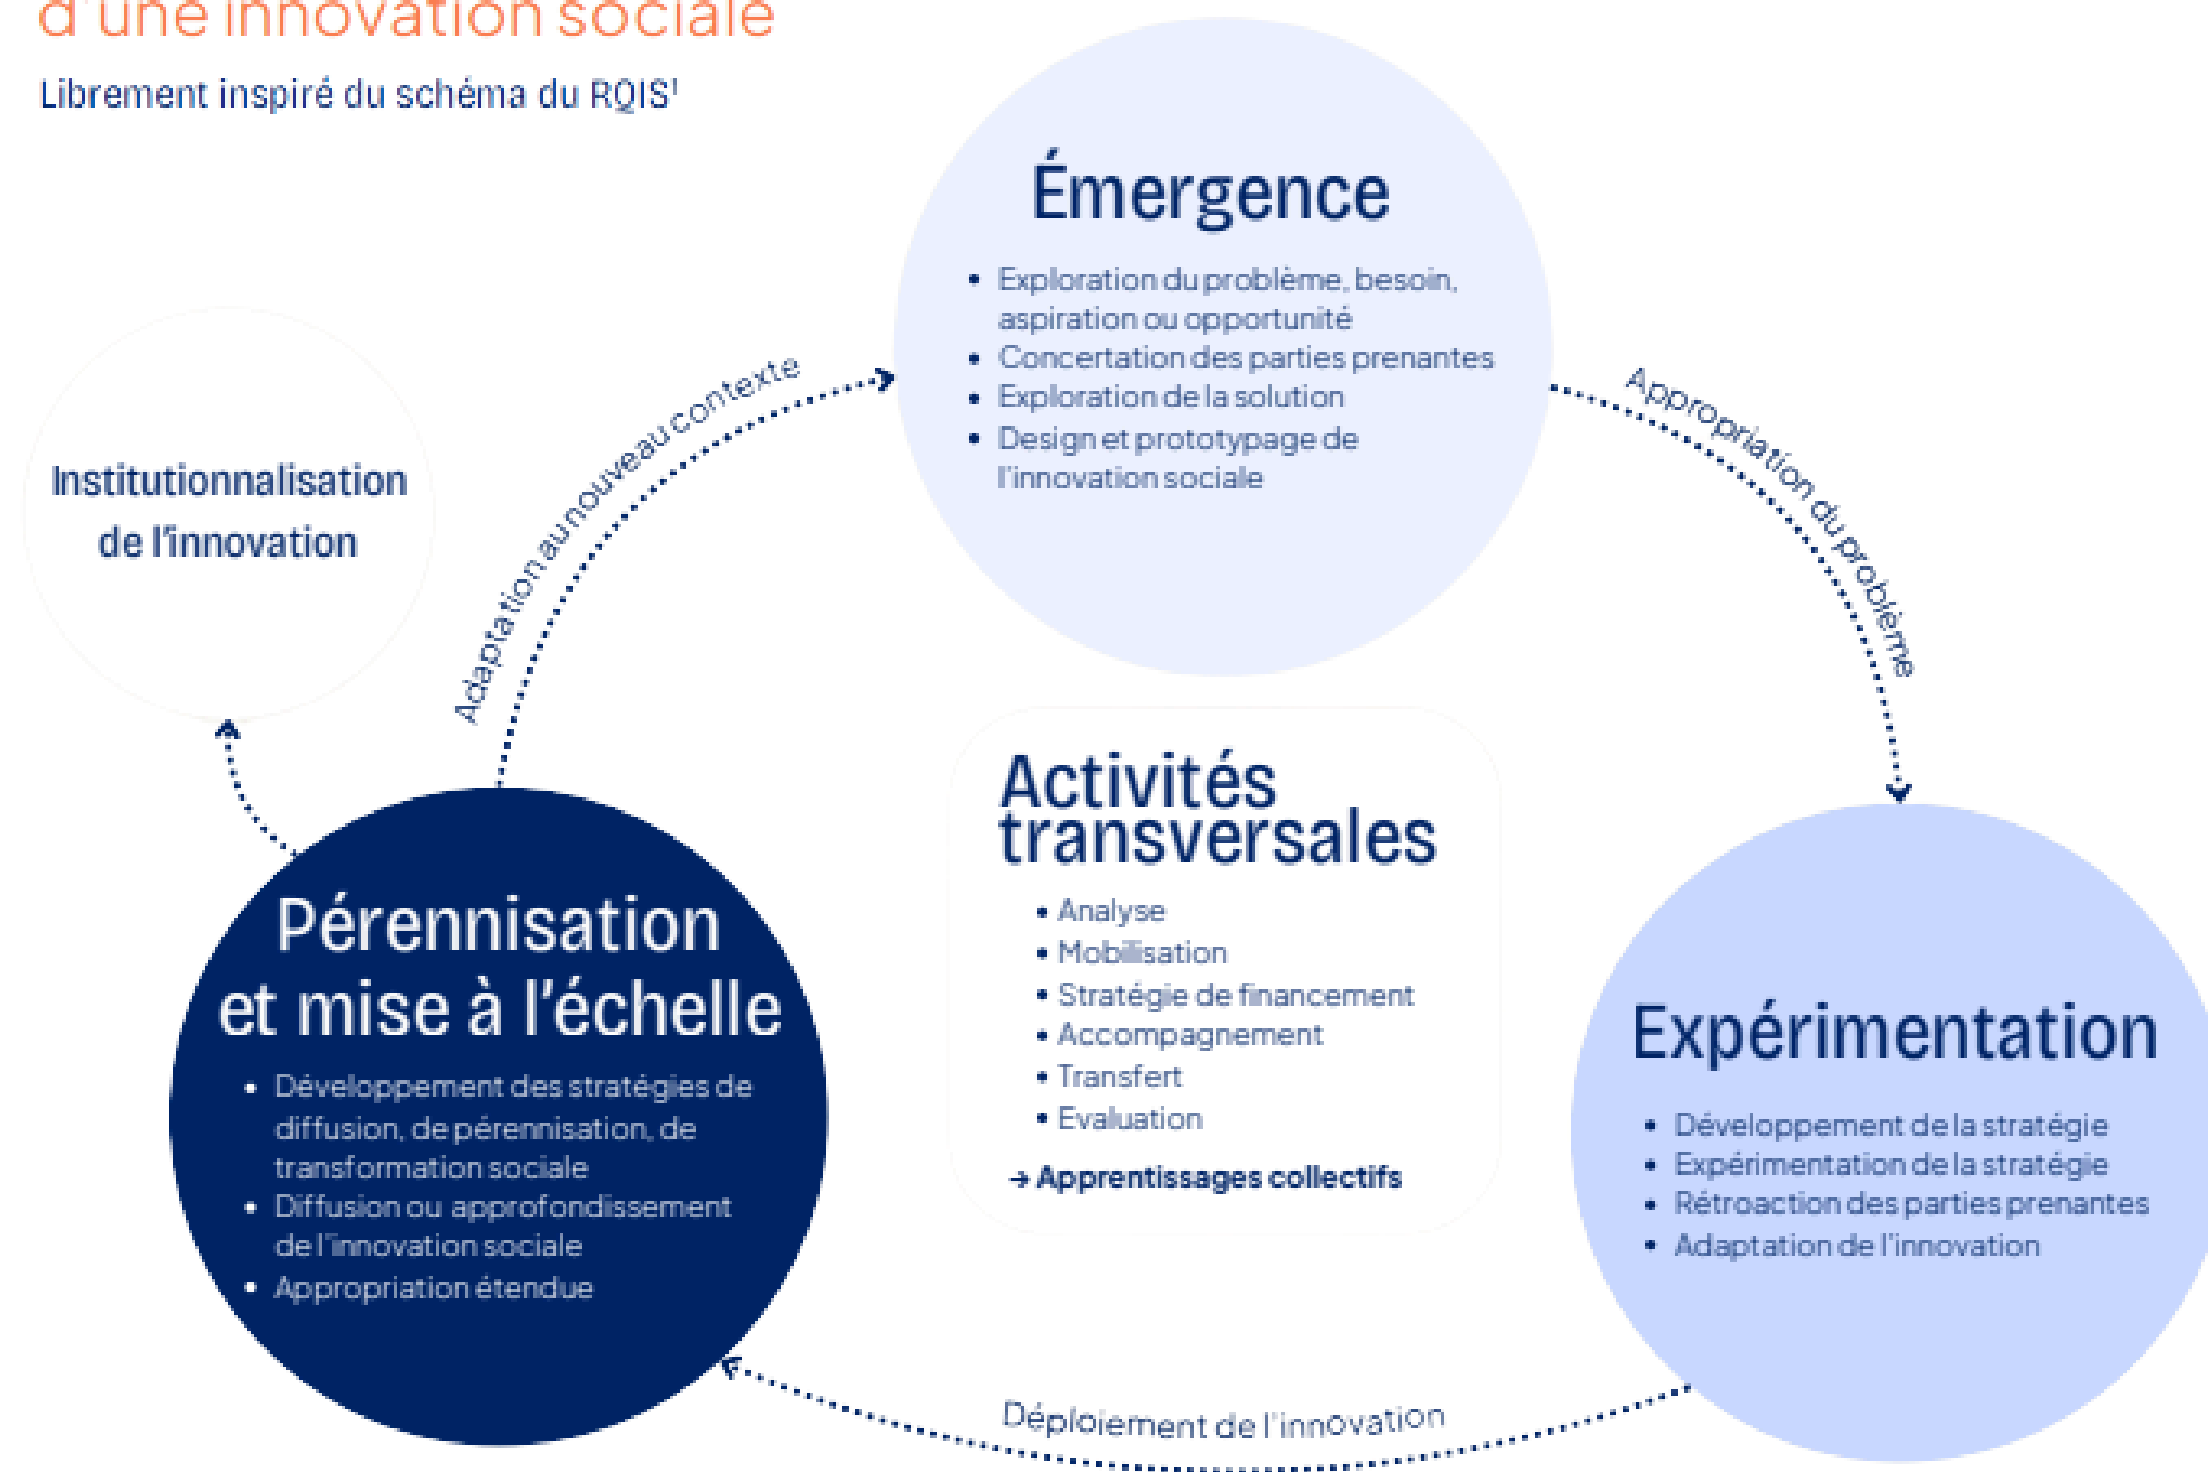 d'une innovation sociale
Librement inspiré du schéma du RQIS¹
Émergence
• Exploration du problème, besoin,
aspiration ou opportunité
• Concertation des parties prenantes
• Exploration de la solution
• Design et prototypage de
l'innovation sociale
Appropriation du problème
Adaptation au nouveau contexte
Institutionnalisation
de l'innovation
Activités
transversales
• Analyse
• Mobilisation
• Stratégie de financement
• Accompagnement
• Transfert
• Evaluation
→ Apprentissages collectifs
Pérennisation
et mise à l'échelle
• Développement des stratégies de
diffusion, de pérennisation, de
transformation sociale
• Diffusion ou approfondissement
de l'innovation sociale
• Appropriation étendue
Expérimentation
• Développement de la stratégie
• Expérimentation de la stratégie
• Rétroaction des parties prenantes
• Adaptation de l'innovation
Déploiement de l'innovation